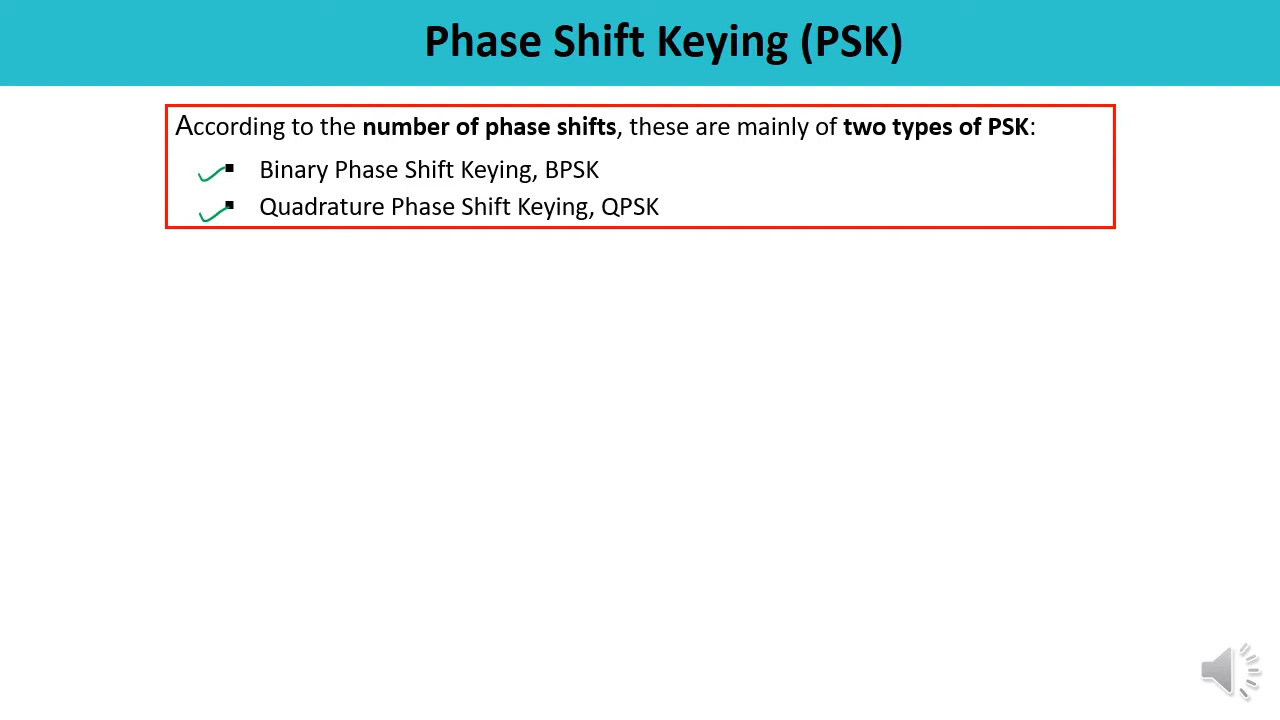 Phase Shift Keying (PSK)
According to the number of phase shifts, these are mainly of two types of PSK:
▪ Binary Phase Shift Keying, BPSK
▪ Quadrature Phase Shift Keying, QPSK